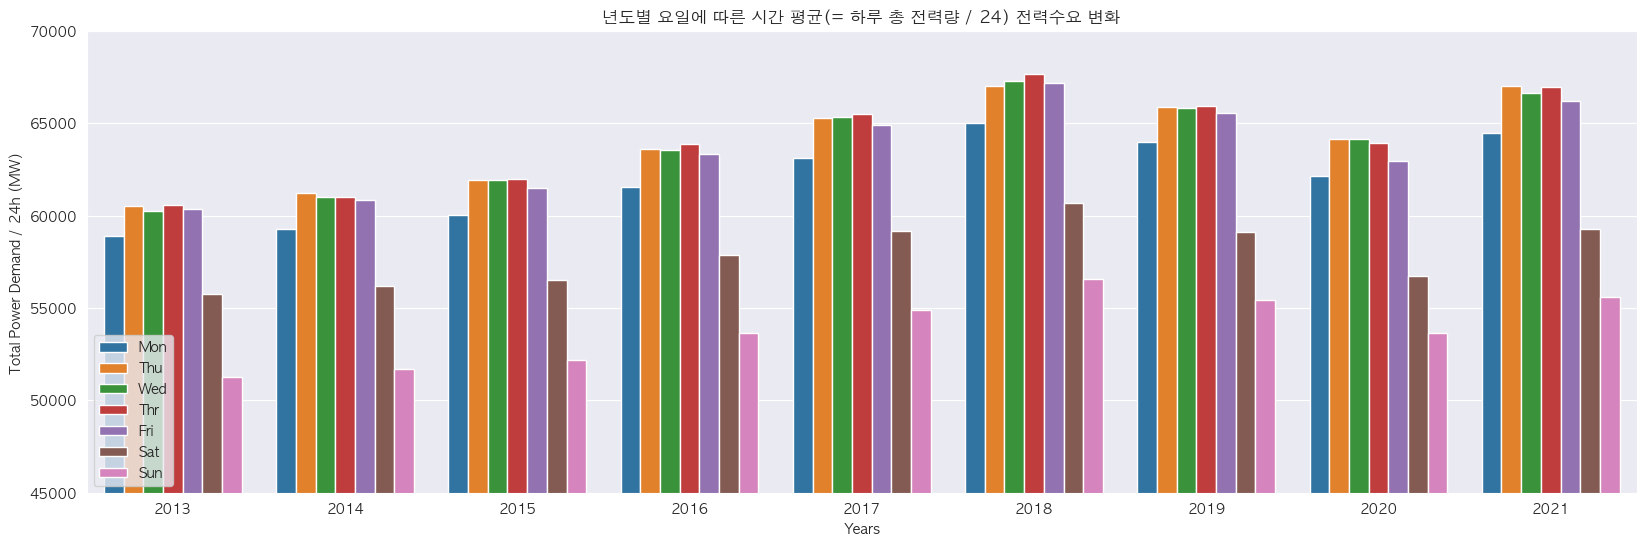 년도별 요일에 따른 시간 평균(= 하루 총 전력량 / 24) 전력수요 변화
70000
65000
60000
55000
50000
45000
Total Power Demand / 24h (MW)
Mon
Thu
Wed
Thr
Fri
Sat
Sun
2013 2014 2015 2016 2017 2018 2019 2020 2021
Years